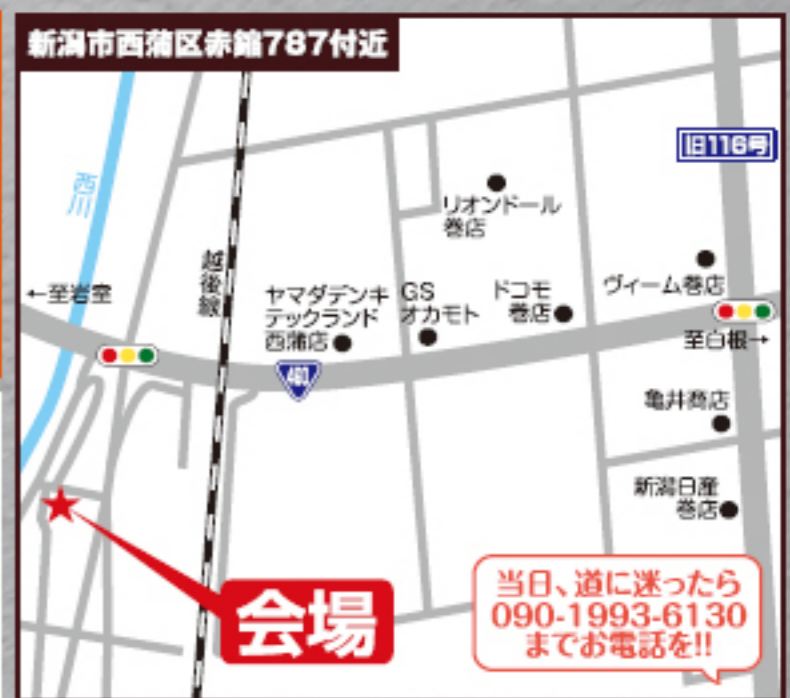 新潟市西蒲区赤鏥787付近
旧116号
西川
リオンドール
巻店
越後線
←至岩室
ヤマダデンキ
テックランド
西蒲店
GS
オカモト
ドコモ
巻店
ヴィーム巻店
至白根→
460
亀井商店
新潟日産
巻店
会場
当日、道に迷ったら
090-1993-6130
までお電話を!!